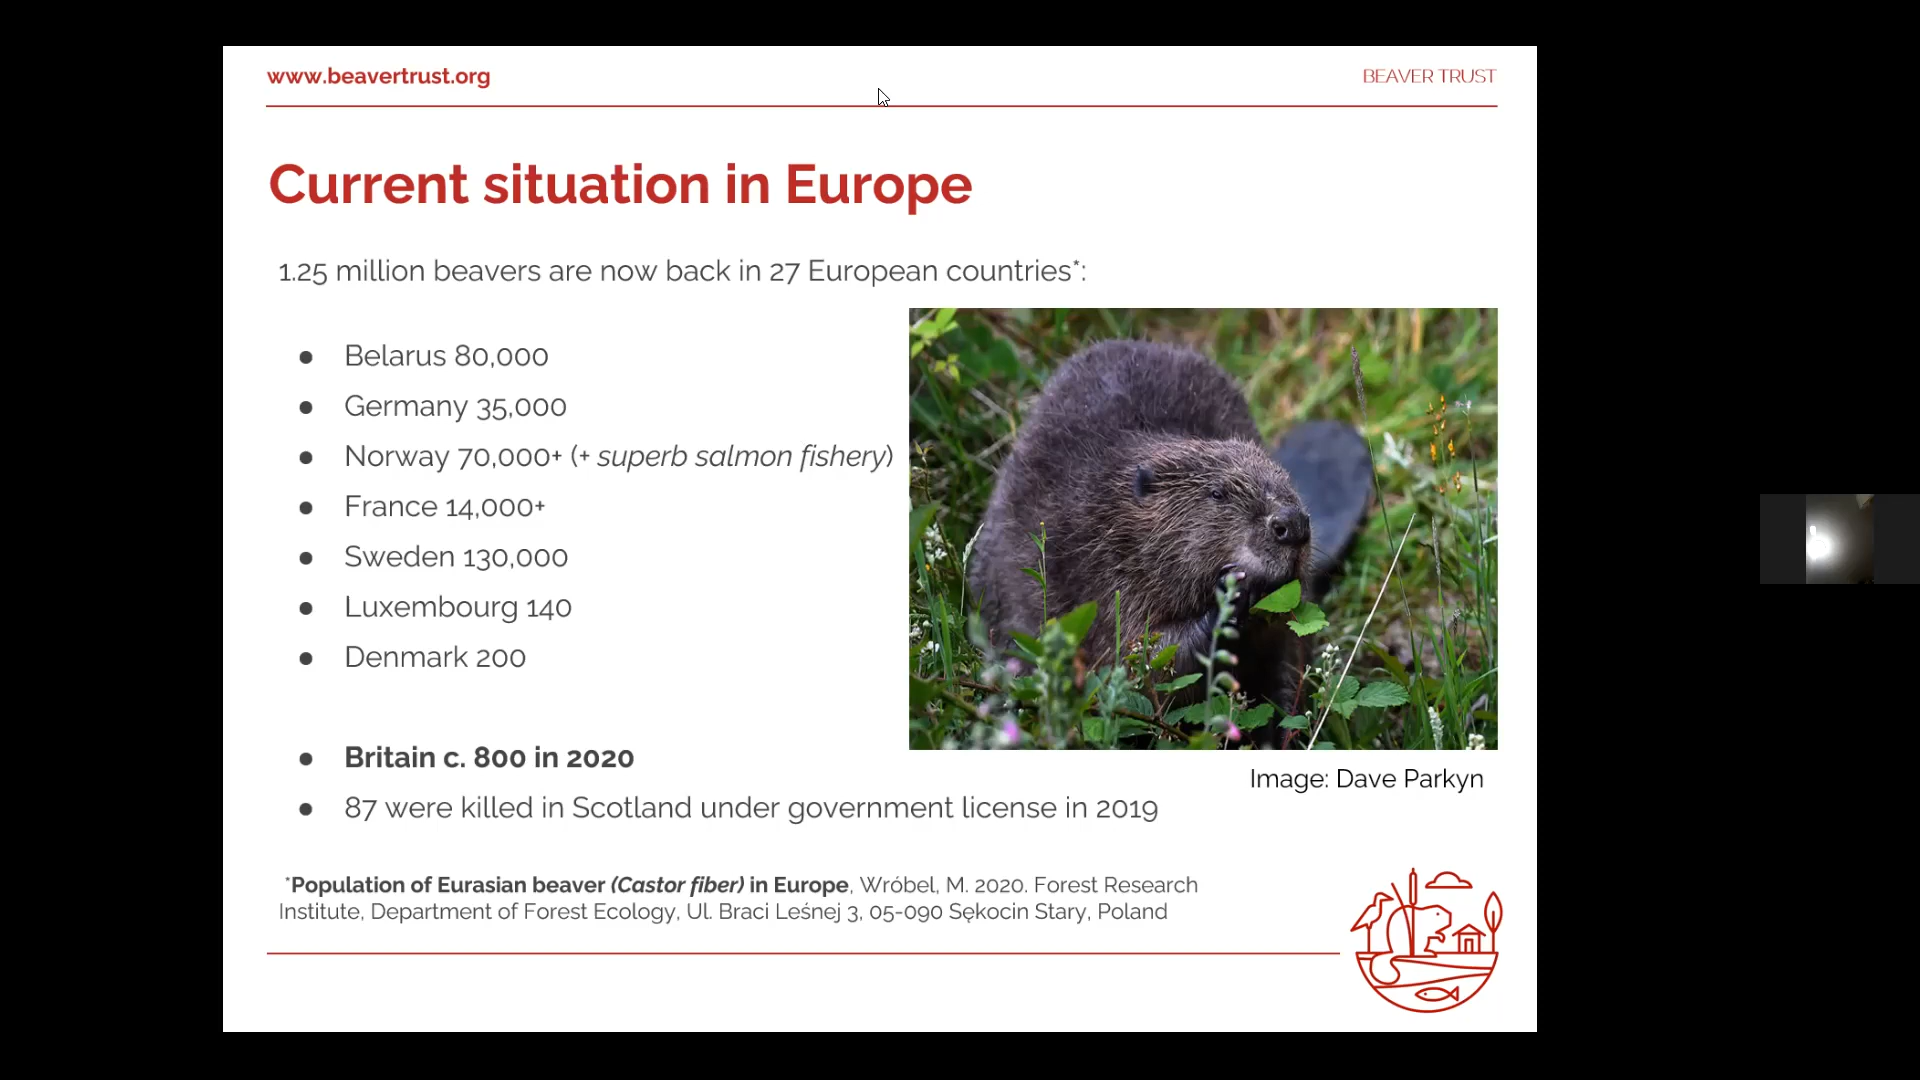 www.beavertrust.org
BEAVER TRUST
Current situation in Europe
1.25 million beavers are now back in 27 European countries*:
● Belarus 80,000
● Germany 35,000
● Norway 70,000+ (+ superb salmon fishery)
● France 14,000+
● Sweden 130,000
● Luxembourg 140
● Denmark 200
● Britain c. 800 in 2020
Image: Dave Parkyn
● 87 were killed in Scotland under government license in 2019
*Population of Eurasian beaver (Castor fiber) in Europe, Wróbel, M. 2020. Forest Research
Institute, Department of Forest Ecology, Ul. Braci Leśnej 3, 05-090 Sękocin Stary, Poland